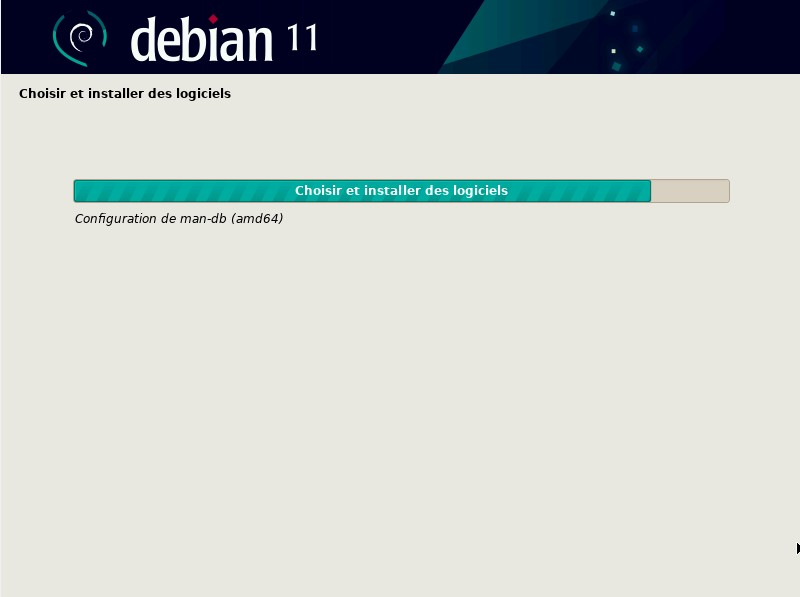 debian 11
Choisir et installer des logiciels
Choisir et installer des logiciels
Configuration de man-db (amd64)